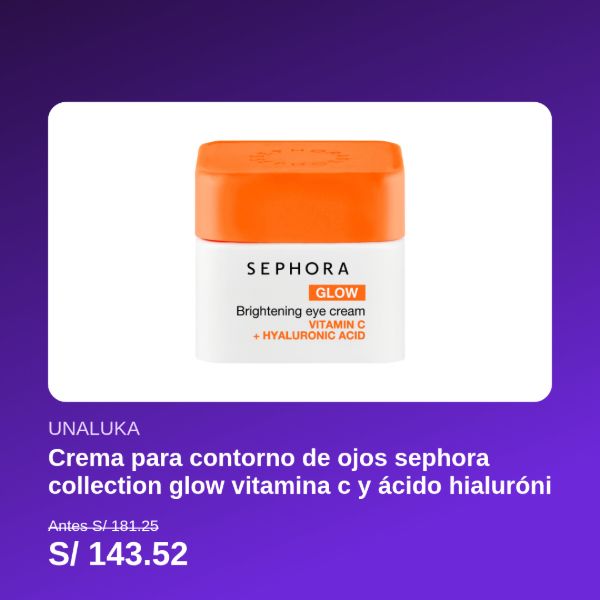 SEPHORA
GLOW
Brightening eye cream
VITAMIN C
+ HYALURONIC ACID
UNALUKA
Crema para contorno de ojos sephora
collection glow vitamina c y ácido hialuróni
Antes S/ 181.25
S/ 143.52